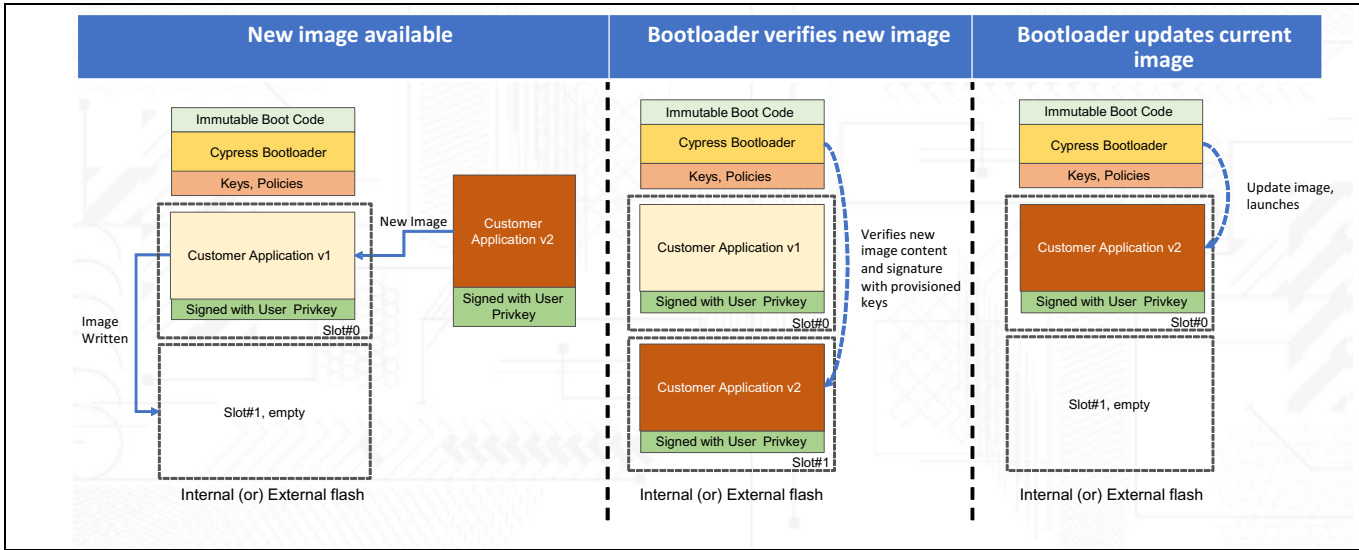 New image available
Bootloader verifies new image
Bootloader updates current
image
Immutable Boot Code
Cypress Bootloader
Keys, Policies
New Image
Customer
Application v2
Customer Application v1
Signed with User Privkey
Signed with User
Privkey
Slot#0
Image
Written
Slot#1, empty
Internal (or) External flash
Immutable Boot Code
Cypress Bootloader
Keys, Policies
Customer Application v1
Verifies new
image content
and signature
with provisioned
keys
Signed with User Privkey
Slot#0
Customer Application v2
Signed with User Privkey
Slot#1
Internal (or) External flash
Immutable Boot Code
Cypress Bootloader
Keys, Policies
Update image,
launches
Customer Application v2
Signed with User Privkey
Slot#0
Slot#1, empty
Internal (or) External flash